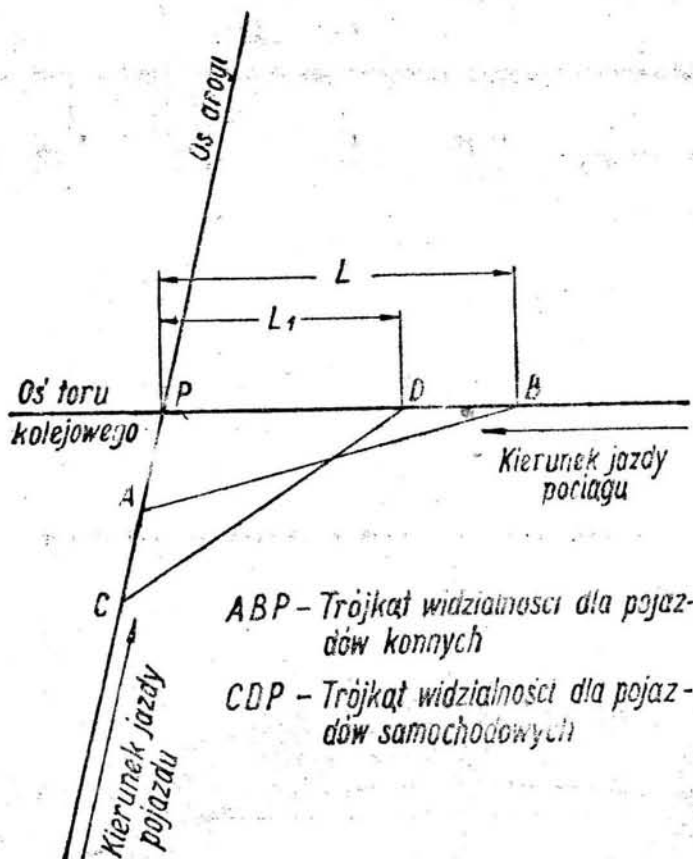 Oś drogi
L
L1
Oś toru
kolejowego
P
D
B
Kierunek jazdy
pociągu
A
C
ABP – Trójkąt widzialności dla pojaz-
dów konnych
CDP – Trójkąt widzialności dla pojaz-
dów samochodowych
Kierunek jazdy
pojazdu